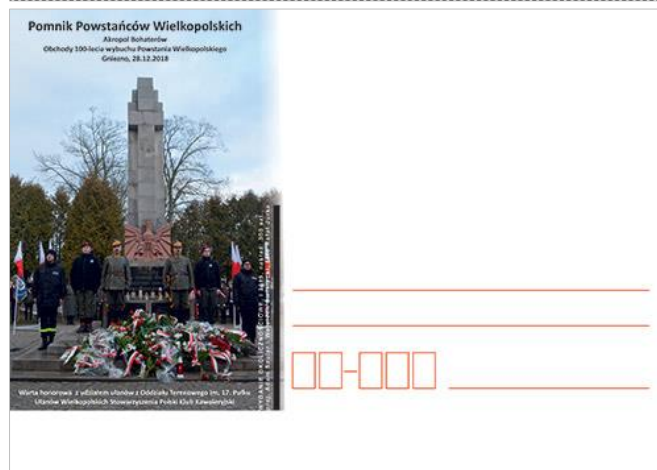 Pomnik Powstańców Wielkopolskich
Akropol Bohaterów
Obchody 100-lecia wybuchu Powstania Wielkopolskiego
Gniezno, 28.12.2018
Warta honorowa z udziałem ułanów z Oddziału Terenowego im. 17. Pułku
Ułanów Wielkopolskich Stowarzyszenia Polski Klub Kawaleryjski